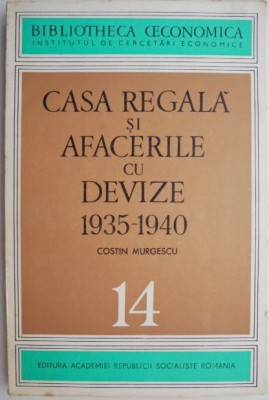 BIBLIOTHECA ŒCONOMICA
INSTITUTUL DE CERCETĂRI ECONOMICE
CASA REGALĂ
ȘI
AFACERILE
CU
DEVIZE
1935-1940
COSTIN MURGESCU
14
EDITURA ACADEMIEI REPUBLICII SOCIALISTE ROMÂNIA